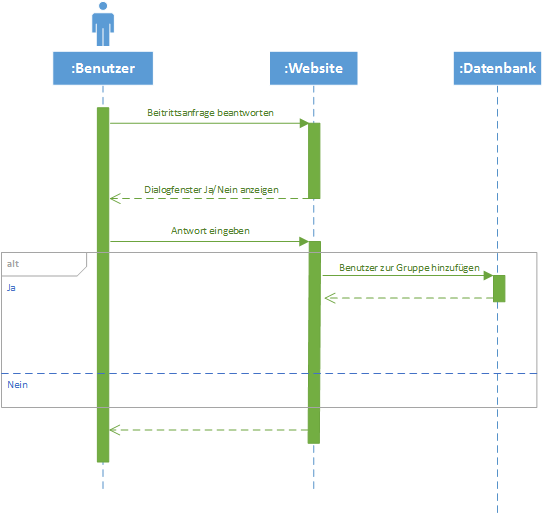 :Benutzer
:Website
:Datenbank
Beitrittsanfrage beantworten
Dialogfenster Ja/Nein anzeigen
Antwort eingeben
alt
Benutzer zur Gruppe hinzufügen
Ja
Nein